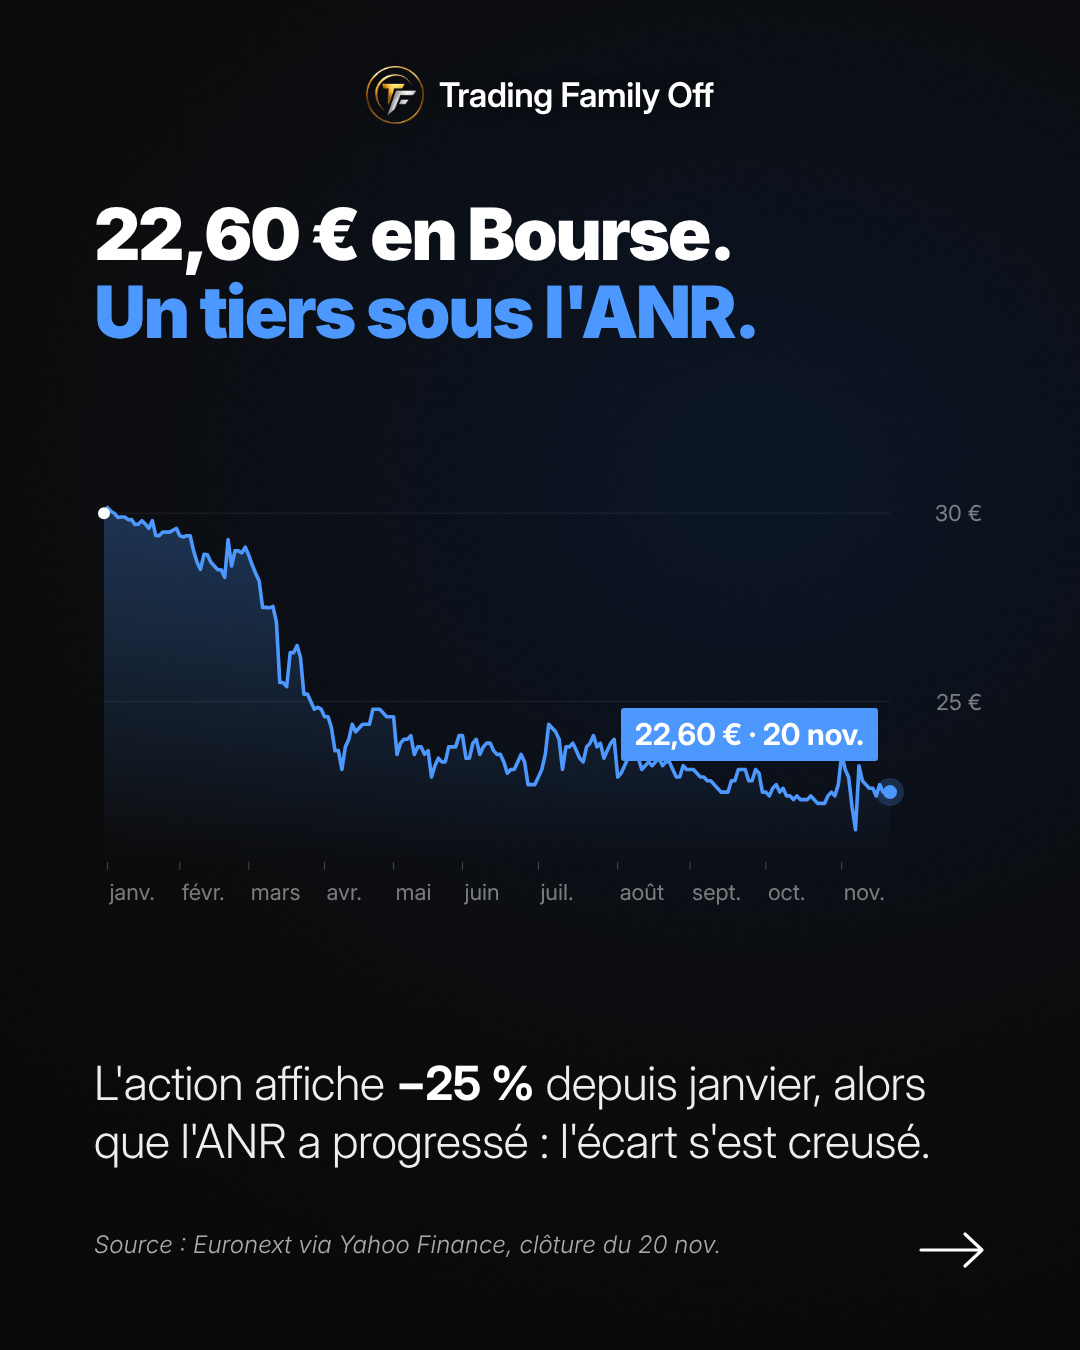 TF Trading Family Off
22,60 € en Bourse.
Un tiers sous l'ANR.
30 €
25 €
22,60 € · 20 nov.
janv. févr. mars avr. mai juin juil. août sept. oct. nov.
L'action affiche –25 % depuis janvier, alors
que l'ANR a progressé : l'écart s'est creusé.
Source : Euronext via Yahoo Finance, clôture du 20 nov.